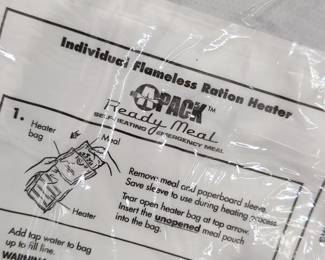 Individual Flameless Ration Heater
APACK™
Ready Meal
SELF-HEATING EMERGENCY MEAL
1.
Heater
bag
Meal
Heater
Remove meal and paperboard sleeve.
Save sleeve to use during heating process.
Tear open heater bag at top arrow.
Insert the unopened meal pouch
into the bag.
Add tap water to bag
up to fill line.